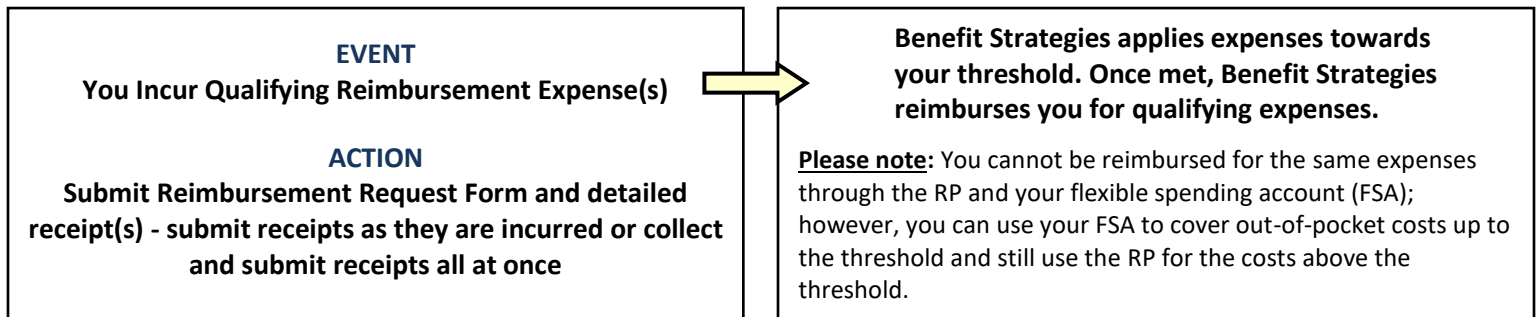 EVENT
You Incur Qualifying Reimbursement Expense(s)
ACTION
Submit Reimbursement Request Form and detailed
receipt(s) - submit receipts as they are incurred or collect
and submit receipts all at once
Benefit Strategies applies expenses towards
your threshold. Once met, Benefit Strategies
reimburses you for qualifying expenses.
Please note: You cannot be reimbursed for the same expenses
through the RP and your flexible spending account (FSA);
however, you can use your FSA to cover out-of-pocket costs up to
the threshold and still use the RP for the costs above the
threshold.